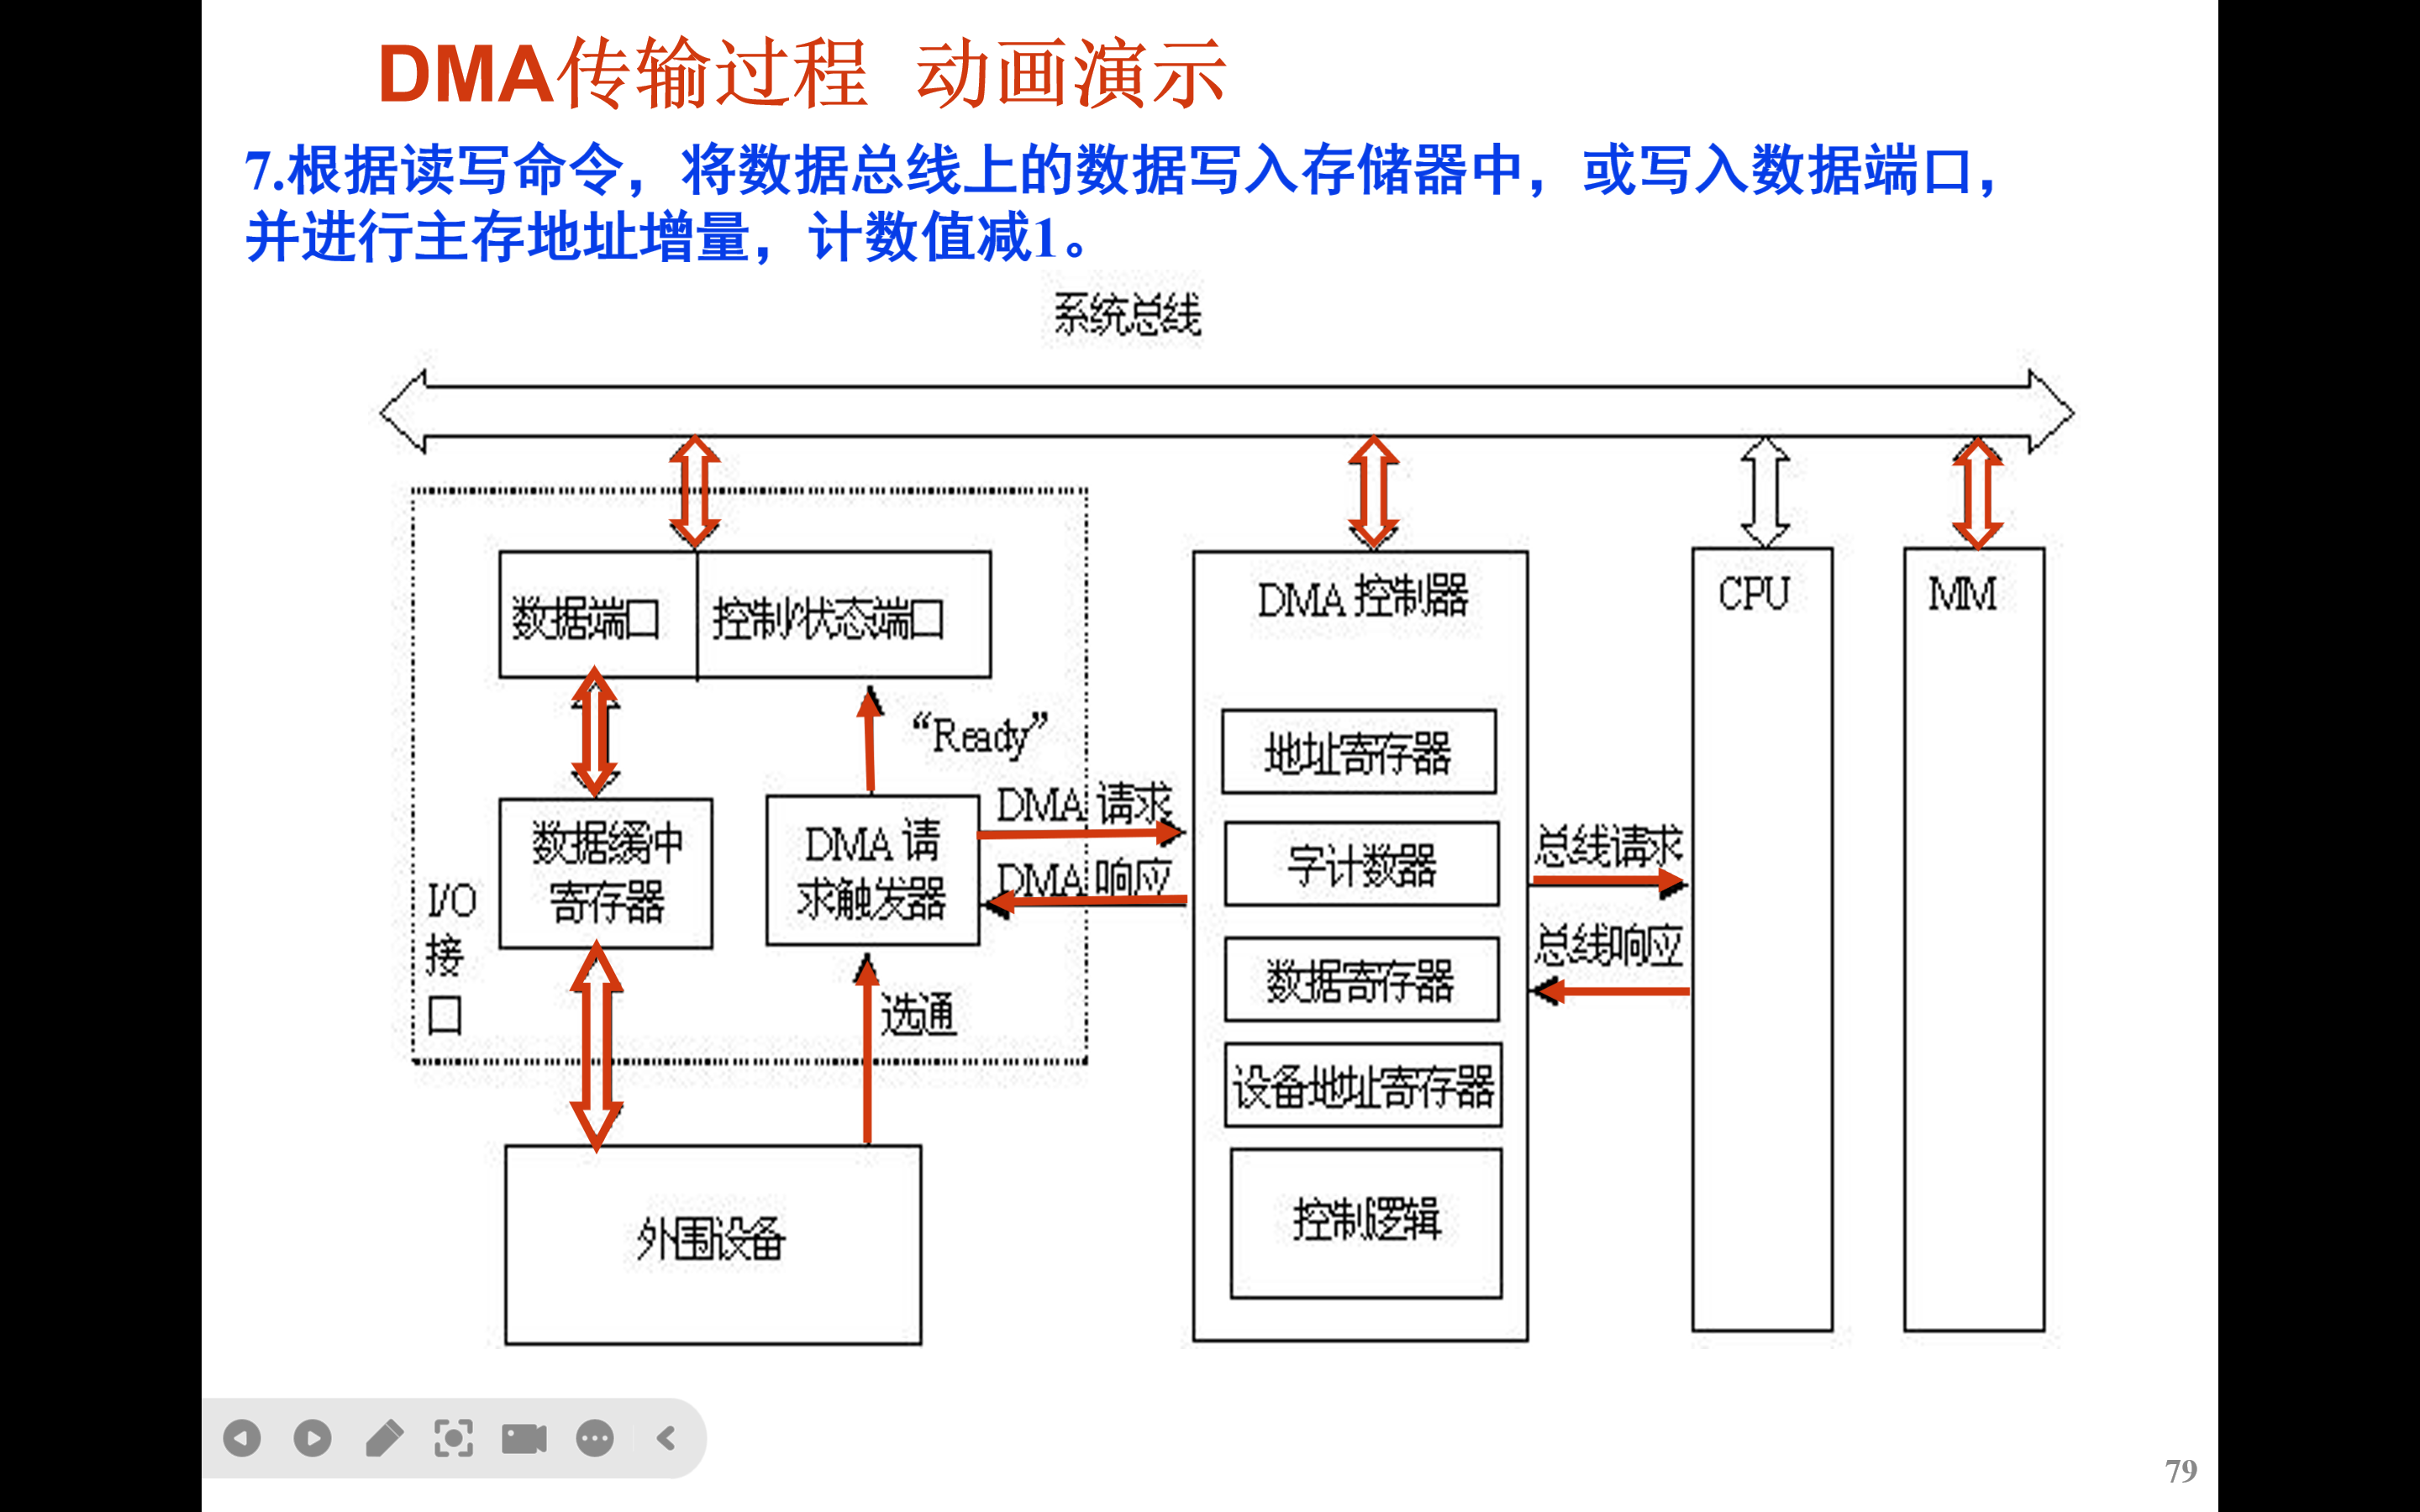 DMA传输过程 动画演示
7.根据读写命令，将数据总线上的数据写入存储器中，或写入数据端口，
并进行主存地址增量，计数值减1。
系统总线
数据端口
控制/状态端口
“Ready”
数据缓冲
寄存器
DMA 请
求触发器
I/O
接
口
选通
外围设备
DMA 请求
DMA 响应
DMA 控制器
地址寄存器
字计数器
数据寄存器
设备地址寄存器
控制逻辑
总线请求
总线响应
CPU
MM
79